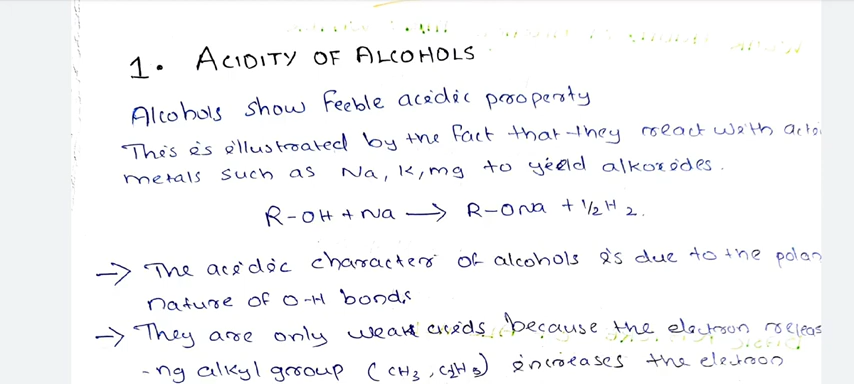 1. ACIDITY OF ALCOHOLS
Alcohols show feeble acidic property
This is illustrated by the fact that they react with
metals such as Na, K, mg to yield alkoxides.
R-OH + Na → R-ONa + 1/2 H2.
→ The acidic character of alcohols is due to the polar
nature of O-H bonds
→ They are only weak acids because the electron releas
-ng alkyl group (CH3, C2H5) increases the electron